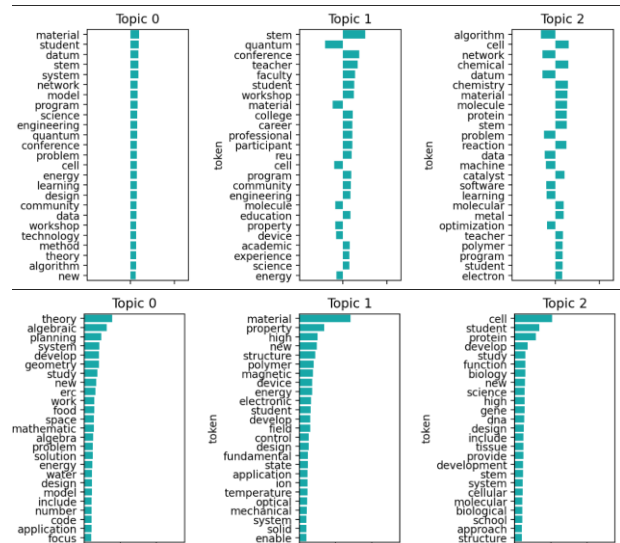 Topic 0
material
student
datum
stem
system
network
model
program
science
engineering
quantum
conference
problem
cell
energy
learning
design
community
data
workshop
technology
method
theory
algorithm
new
Topic 1
token
stem
quantum
conference
teacher
faculty
student
workshop
material
college
career
professional
participant
reu
cell
program
community
engineering
molecule
education
property
device
academic
experience
science
energy
Topic 2
token
algorithm
cell
network
chemical
datum
chemistry
material
molecule
protein
stem
problem
reaction
data
machine
catalyst
software
learning
molecular
metal
optimization
teacher
polymer
program
student
electron
Topic 0
theory
algebraic
planning
system
develop
geometry
study
new
erc
work
food
space
mathematic
algebra
problem
solution
energy
water
design
model
include
number
code
application
focus
Topic 1
token
material
property
high
new
structure
polymer
magnetic
device
energy
electronic
student
develop
field
control
design
fundamental
state
application
ion
temperature
optical
mechanical
system
solid
enable
Topic 2
token
cell
student
protein
develop
study
function
biology
new
science
high
gene
dna
design
include
tissue
provide
development
stem
system
cellular
molecular
biological
school
approach
structure